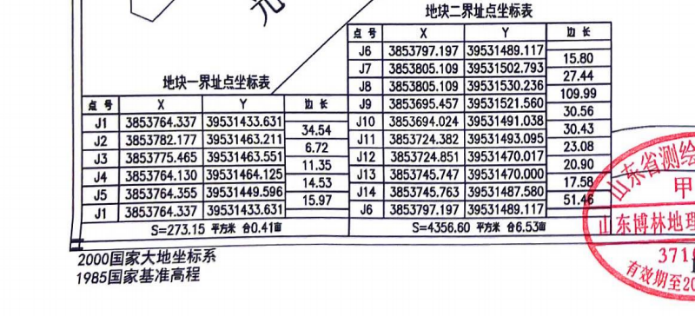 地块二界址点坐标表
点 号 X Y 边 长
J6 3853797.197 39531489.117
15.80
J7 3853805.109 39531502.793
27.44
J8 3853805.109 39531530.236
109.99
J9 3853695.457 39531521.560
30.56
J10 3853694.024 39531491.038
30.43
J11 3853724.382 39531493.095
23.08
J12 3853724.851 39531470.017
20.90
J13 3853745.747 39531470.000
17.58
J14 3853745.763 39531487.580
51.46
J6 3853797.197 39531489.117
S=4356.60 平方米 合6.53亩
地块一界址点坐标表
点 号 X Y 边 长
J1 3853764.337 39531433.631
34.54
J2 3853782.177 39531463.211
6.72
J3 3853775.465 39531463.551
11.35
J4 3853764.130 39531464.125
14.53
J5 3853764.355 39531449.596
15.97
J1 3853764.337 39531433.631
S=273.15 平方米 合0.41亩
2000国家大地坐标系
1985国家基准高程
山东省测绘
甲
山东博林地理
371
有效期至20